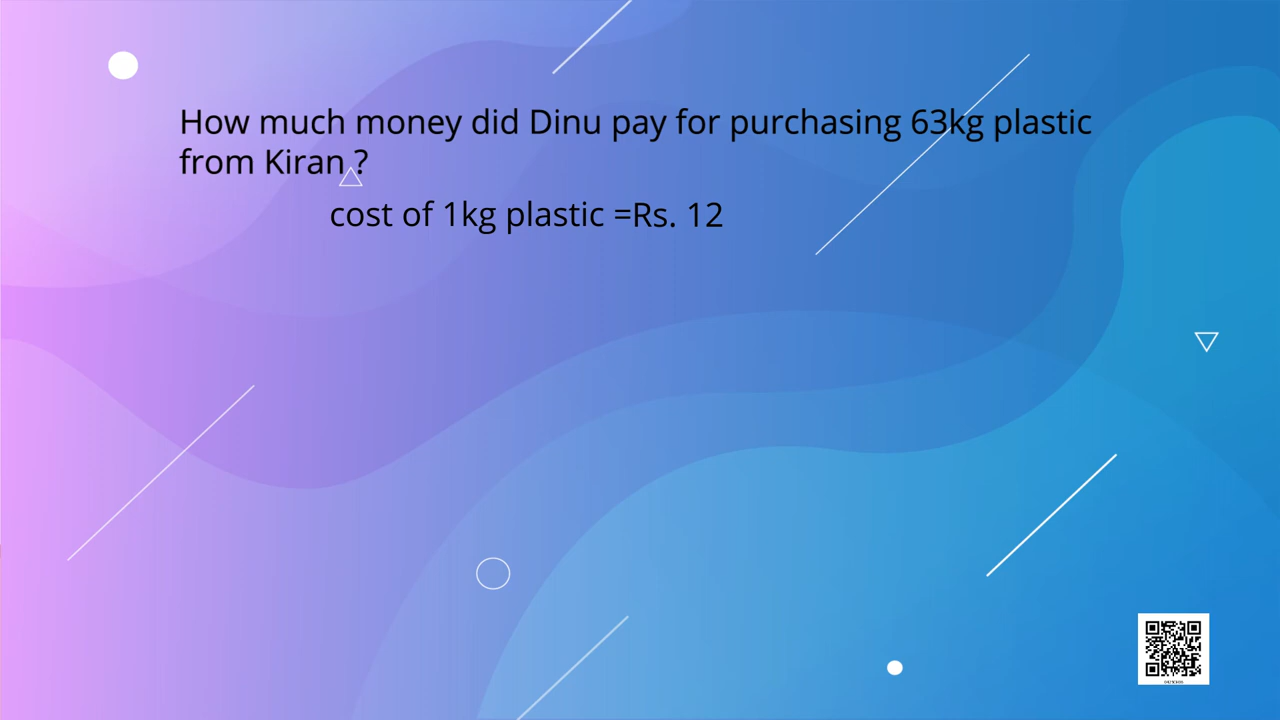 How much money did Dinu pay for purchasing 63kg plastic
from Kiran ?
cost of 1kg plastic =Rs. 12